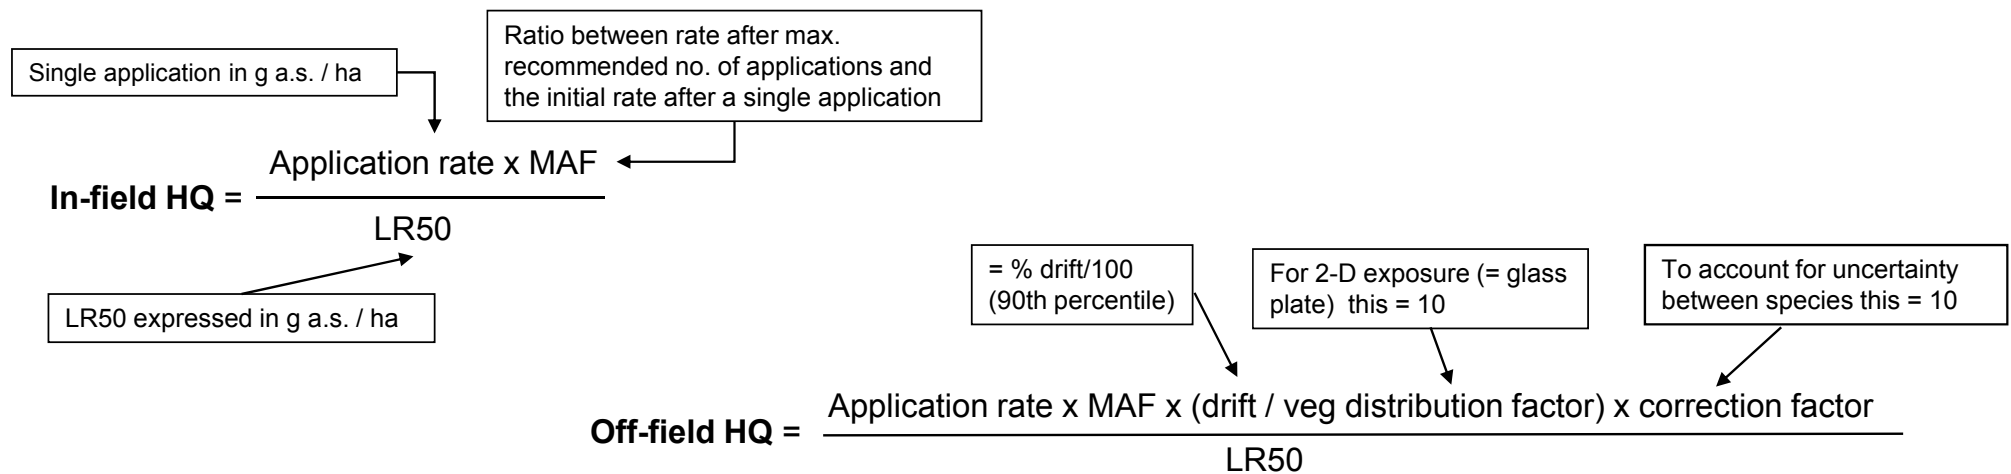 Single application in g a.s. / ha
Ratio between rate after max.
recommended no. of applications and
the initial rate after a single application
Application rate x MAF
In-field HQ =
LR50
LR50 expressed in g a.s. / ha
= % drift/100
(90th percentile)
For 2-D exposure (= glass
plate)  this = 10
To account for uncertainty
between species this = 10
Application rate x MAF x (drift / veg distribution factor) x correction factor
Off-field HQ =
LR50